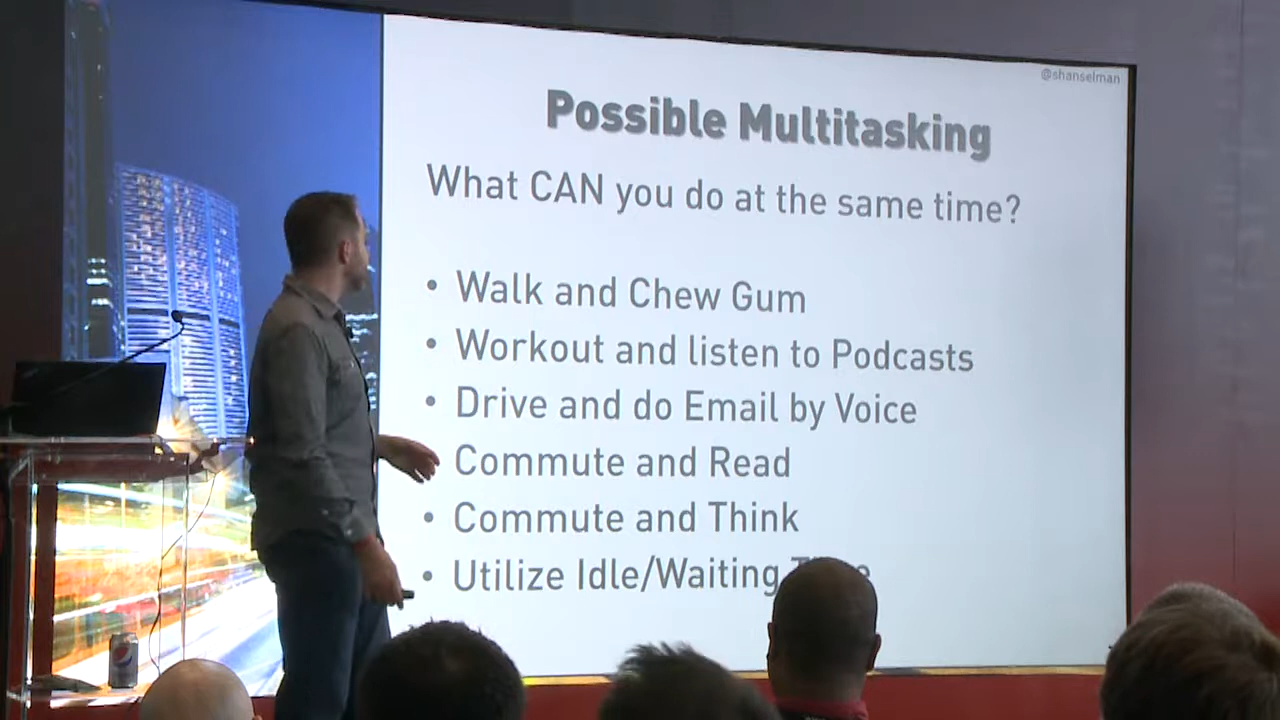 @shanselman
Possible Multitasking
What CAN you do at the same time?
• Walk and Chew Gum
• Workout and listen to Podcasts
• Drive and do Email by Voice
Commute and Read
• Commute and Think
• Utilize Idle/Waiting